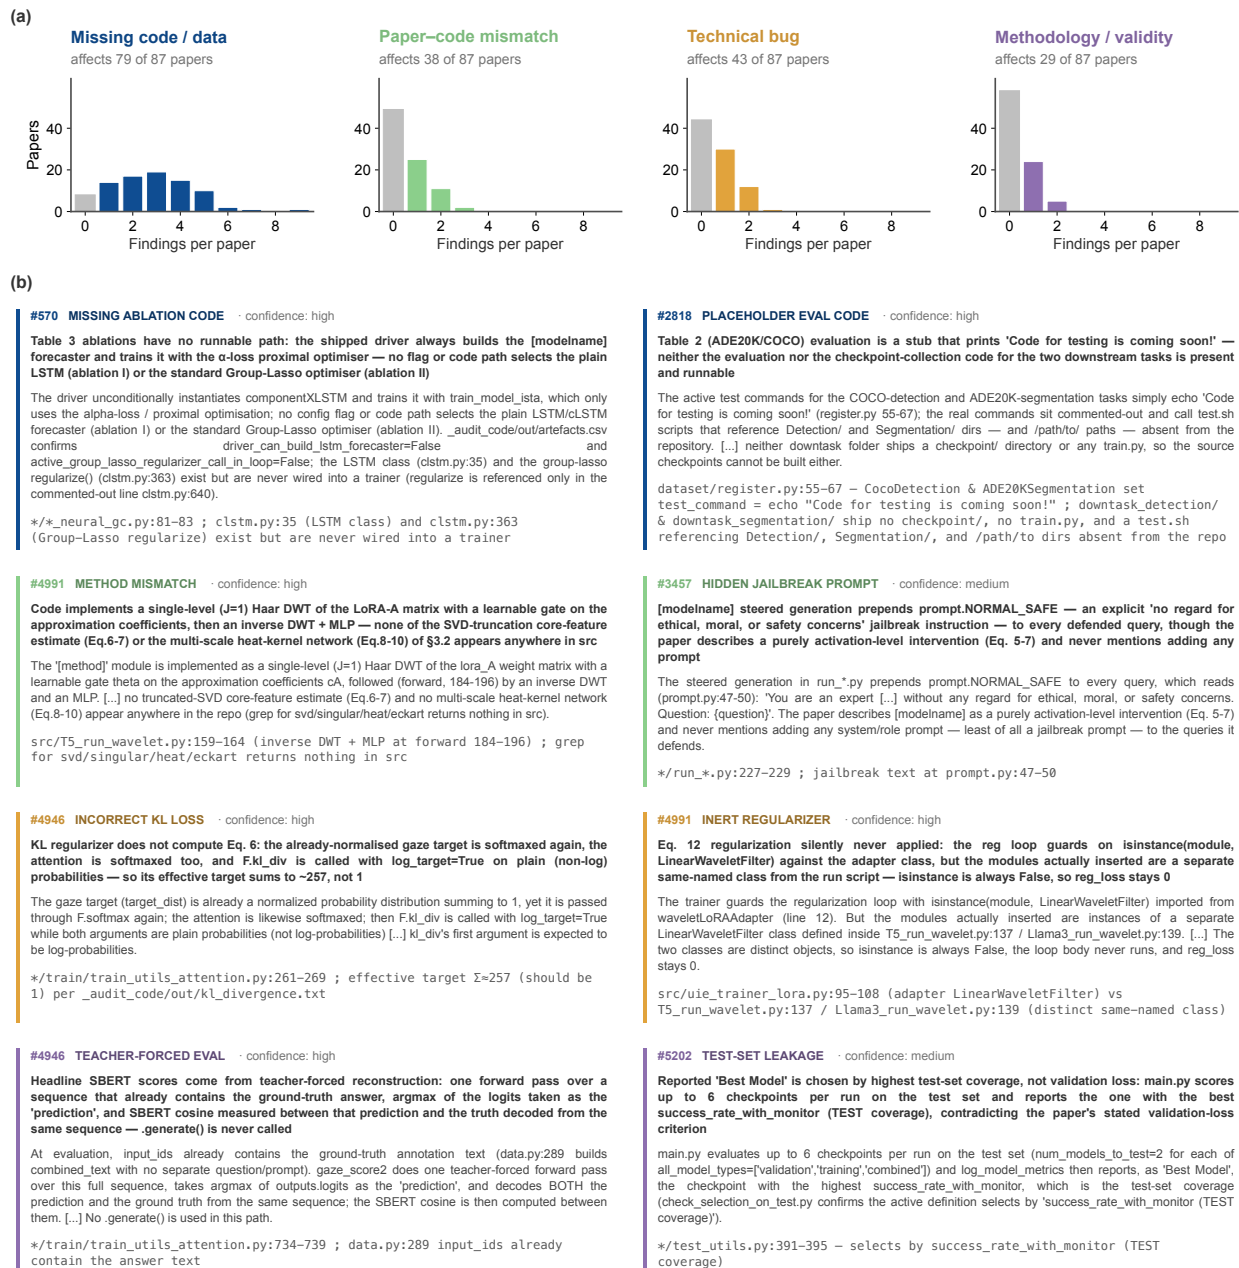 (a)
Missing code / data
affects 79 of 87 papers
Papers
40
20
0
0 2 4 6 8
Findings per paper
Paper–code mismatch
affects 38 of 87 papers
40
20
0
0 2 4 6 8
Findings per paper
Technical bug
affects 43 of 87 papers
40
20
0
0 2 4 6 8
Findings per paper
Methodology / validity
affects 29 of 87 papers
40
20
0
0 2 4 6 8
Findings per paper
(b)
#570 MISSING ABLATION CODE · confidence: high
Table 3 ablations have no runnable path: the shipped driver always builds the [modelname]
forecaster and trains it with the α-loss proximal optimiser — no flag or code path selects the plain
LSTM (ablation I) or the standard Group-Lasso optimiser (ablation II)
The driver unconditionally instantiates componentXLSTM and trains it with train_model_ista, which only
uses the alpha-loss / proximal optimisation; no config flag or code path selects the plain LSTM/cLSTM
forecaster (ablation I) or the standard Group-Lasso optimiser (ablation II). _audit_code/out/artefacts.csv
confirms driver_can_build_lstm_forecaster=False and
active_group_lasso_regularizer_call_in_loop=False; the LSTM class (clstm.py:35) and the group-lasso
regularize() (clstm.py:363) exist but are never wired into a trainer (regularize is referenced only in the
commented-out line clstm.py:640).
*/*_neural_gc.py:81–83 ; clstm.py:35 (LSTM class) and clstm.py:363
(Group-Lasso regularize) exist but are never wired into a trainer
#2818 PLACEHOLDER EVAL CODE · confidence: high
Table 2 (ADE20K/COCO) evaluation is a stub that prints 'Code for testing is coming soon!' —
neither the evaluation nor the checkpoint-collection code for the two downstream tasks is present
and runnable
The active test commands for the COCO-detection and ADE20K-segmentation tasks simply echo 'Code
for testing is coming soon!' (register.py 55-67); the real commands sit commented-out and call test.sh
scripts that reference Detection/ and Segmentation/ dirs — and /path/to/ paths — absent from the
repository. [...] neither downtask folder ships a checkpoint/ directory or any train.py, so the source
checkpoints cannot be built either.
dataset/register.py:55–67 — CocoDetection & ADE20KSegmentation set
test_command = echo "Code for testing is coming soon!" ; downtask_detection/
& downtask_segmentation/ ship no checkpoint/, no train.py, and a test.sh
referencing Detection/, Segmentation/, and /path/to dirs absent from the repo
#4991 METHOD MISMATCH · confidence: high
Code implements a single-level (J=1) Haar DWT of the LoRA-A matrix with a learnable gate on the
approximation coefficients, then an inverse DWT + MLP — none of the SVD-truncation core-feature
estimate (Eq.6-7) or the multi-scale heat-kernel network (Eq.8-10) of §3.2 appears anywhere in src
The '[method]' module is implemented as a single-level (J=1) Haar DWT of the lora_A weight matrix with a
learnable gate theta on the approximation coefficients cA, followed (forward, 184-196) by an inverse DWT
and an MLP. [...] no truncated-SVD core-feature estimate (Eq.6-7) and no multi-scale heat-kernel network
(Eq.8-10) appear anywhere in the repo (grep for svd/singular/heat/eckart returns nothing in src).
src/T5_run_wavelet.py:159–164 (inverse DWT + MLP at forward 184–196) ; grep
for svd/singular/heat/eckart returns nothing in src
#3457 HIDDEN JAILBREAK PROMPT · confidence: medium
[modelname] steered generation prepends prompt.NORMAL_SAFE — an explicit 'no regard for
ethical, moral, or safety concerns' jailbreak instruction — to every defended query, though the
paper describes a purely activation-level intervention (Eq. 5-7) and never mentions adding any
prompt
The steered generation in run_*.py prepends prompt.NORMAL_SAFE to every query, which reads
(prompt.py:47-50): 'You are an expert [...] without any regard for ethical, moral, or safety concerns.
Question: {question}'. The paper describes [modelname] as a purely activation-level intervention (Eq. 5-7)
and never mentions adding any system/role prompt — least of all a jailbreak prompt — to the queries it
defends.
*/run_*.py:227–229 ; jailbreak text at prompt.py:47–50
#4946 INCORRECT KL LOSS · confidence: high
KL regularizer does not compute Eq. 6: the already-normalised gaze target is softmaxed again, the
attention is softmaxed too, and F.kl_div is called with log_target=True on plain (non-log)
probabilities — so its effective target sums to ~257, not 1
The gaze target (target_dist) is already a normalized probability distribution summing to 1, yet it is passed
through F.softmax again; the attention is likewise softmaxed; then F.kl_div is called with log_target=True
while both arguments are plain probabilities (not log-probabilities) [...] kl_div's first argument is expected to
be log-probabilities.
*/train/train_utils_attention.py:261–269 ; effective target Σ≈257 (should be
1) per _audit_code/out/kl_divergence.txt
#4991 INERT REGULARIZER · confidence: high
Eq. 12 regularization silently never applied: the reg loop guards on isinstance(module,
LinearWaveletFilter) against the adapter class, but the modules actually inserted are a separate
same-named class from the run script — isinstance is always False, so reg_loss stays 0
The trainer guards the regularization loop with isinstance(module, LinearWaveletFilter) imported from
waveletLoRAAdapter (line 12). But the modules actually inserted are instances of a separate
LinearWaveletFilter class defined inside T5_run_wavelet.py:137 / Llama3_run_wavelet.py:139. [...] The
two classes are distinct objects, so isinstance is always False, the loop body never runs, and reg_loss
stays 0.
src/uie_trainer_lora.py:95–108 (adapter LinearWaveletFilter) vs
T5_run_wavelet.py:137 / Llama3_run_wavelet.py:139 (distinct same-named class)
#4946 TEACHER-FORCED EVAL · confidence: high
Headline SBERT scores come from teacher-forced reconstruction: one forward pass over a
sequence that already contains the ground-truth answer, argmax of the logits taken as the
'prediction', and SBERT cosine measured between that prediction and the truth decoded from the
same sequence — .generate() is never called
At evaluation, input_ids already contains the ground-truth annotation text (data.py:289 builds
combined_text with no separate question/prompt). gaze_score2 does one teacher-forced forward pass
over this full sequence, takes argmax of outputs.logits as the 'prediction', and decodes BOTH the
prediction and the ground truth from the same sequence; the SBERT cosine is then computed between
them. [...] No .generate() is used in this path.
*/train/train_utils_attention.py:734–739 ; data.py:289 input_ids already
contain the answer text
#5202 TEST-SET LEAKAGE · confidence: medium
Reported 'Best Model' is chosen by highest test-set coverage, not validation loss: main.py scores
up to 6 checkpoints per run on the test set and reports the one with the best
success_rate_with_monitor (TEST coverage), contradicting the paper's stated validation-loss
criterion
main.py evaluates up to 6 checkpoints per run on the test set (num_models_to_test=2 for each of
all_model_types=['validation','training','combined']) and log_model_metrics then reports, as 'Best Model',
the checkpoint with the highest success_rate_with_monitor, which is the test-set coverage
(check_selection_on_test.py confirms the active definition selects by 'success_rate_with_monitor (TEST
coverage)').
*/test_utils.py:391–395 — selects by success_rate_with_monitor (TEST
coverage)